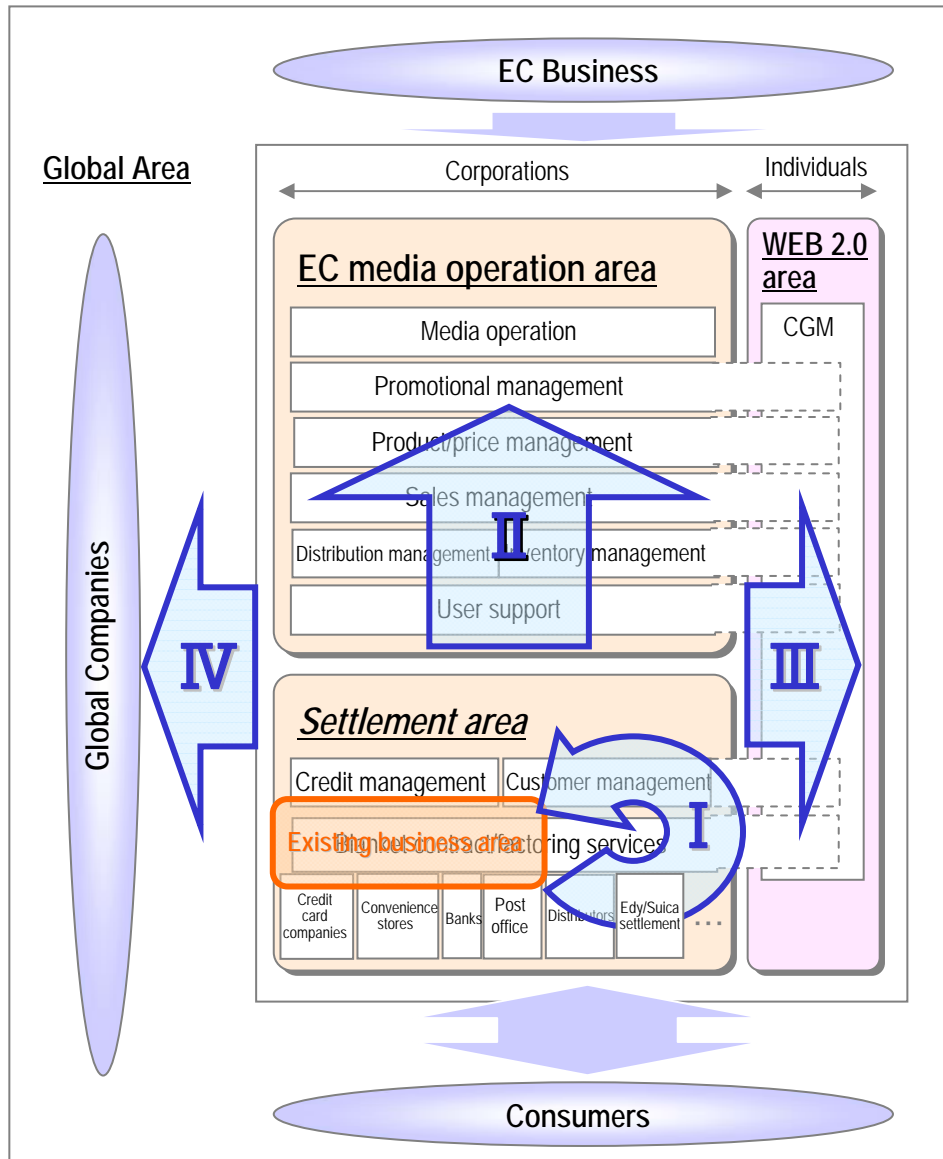 EC Business
Global Area
Corporations
Individuals
EC media operation area
WEB 2.0
area
Media operation
CGM
Promotional management
Product/price management
Sales management
II
Distribution management
Inventory management
User support
Global Companies
IV
III
Settlement area
Credit management
Customer management
I
Existing business area
Blanket contract/factoring services
Credit
card
companies
Convenience
stores
Banks
Post
office
Distributors
Edy/Suica
settlement
...
Consumers